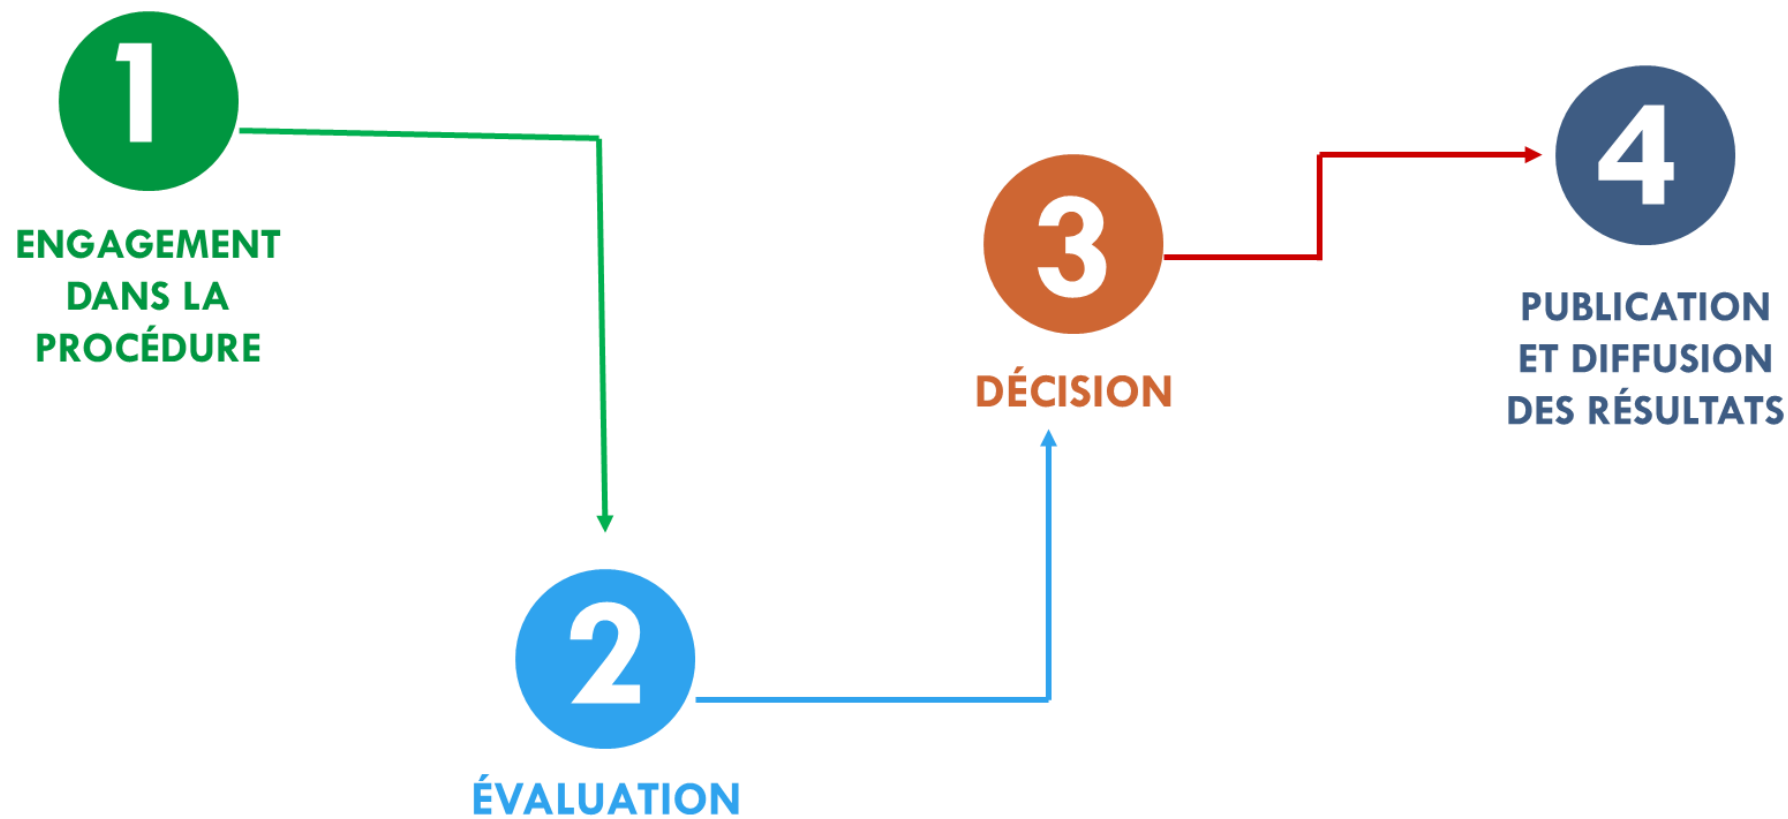 1
ENGAGEMENT
DANS LA
PROCÉDURE
2
ÉVALUATION
3
DÉCISION
4
PUBLICATION
ET DIFFUSION
DES RÉSULTATS